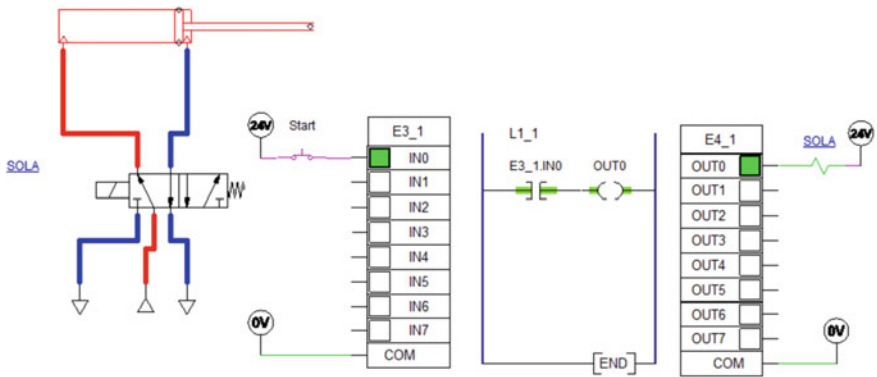 SOLA
24V
Start
0V
E3_1
IN0
IN1
IN2
IN3
IN4
IN5
IN6
IN7
COM
L1_1
E3_1.IN0
OUT0
END
E4_1
OUT0
OUT1
OUT2
OUT3
OUT4
OUT5
OUT6
OUT7
COM
SOLA
24V
0V